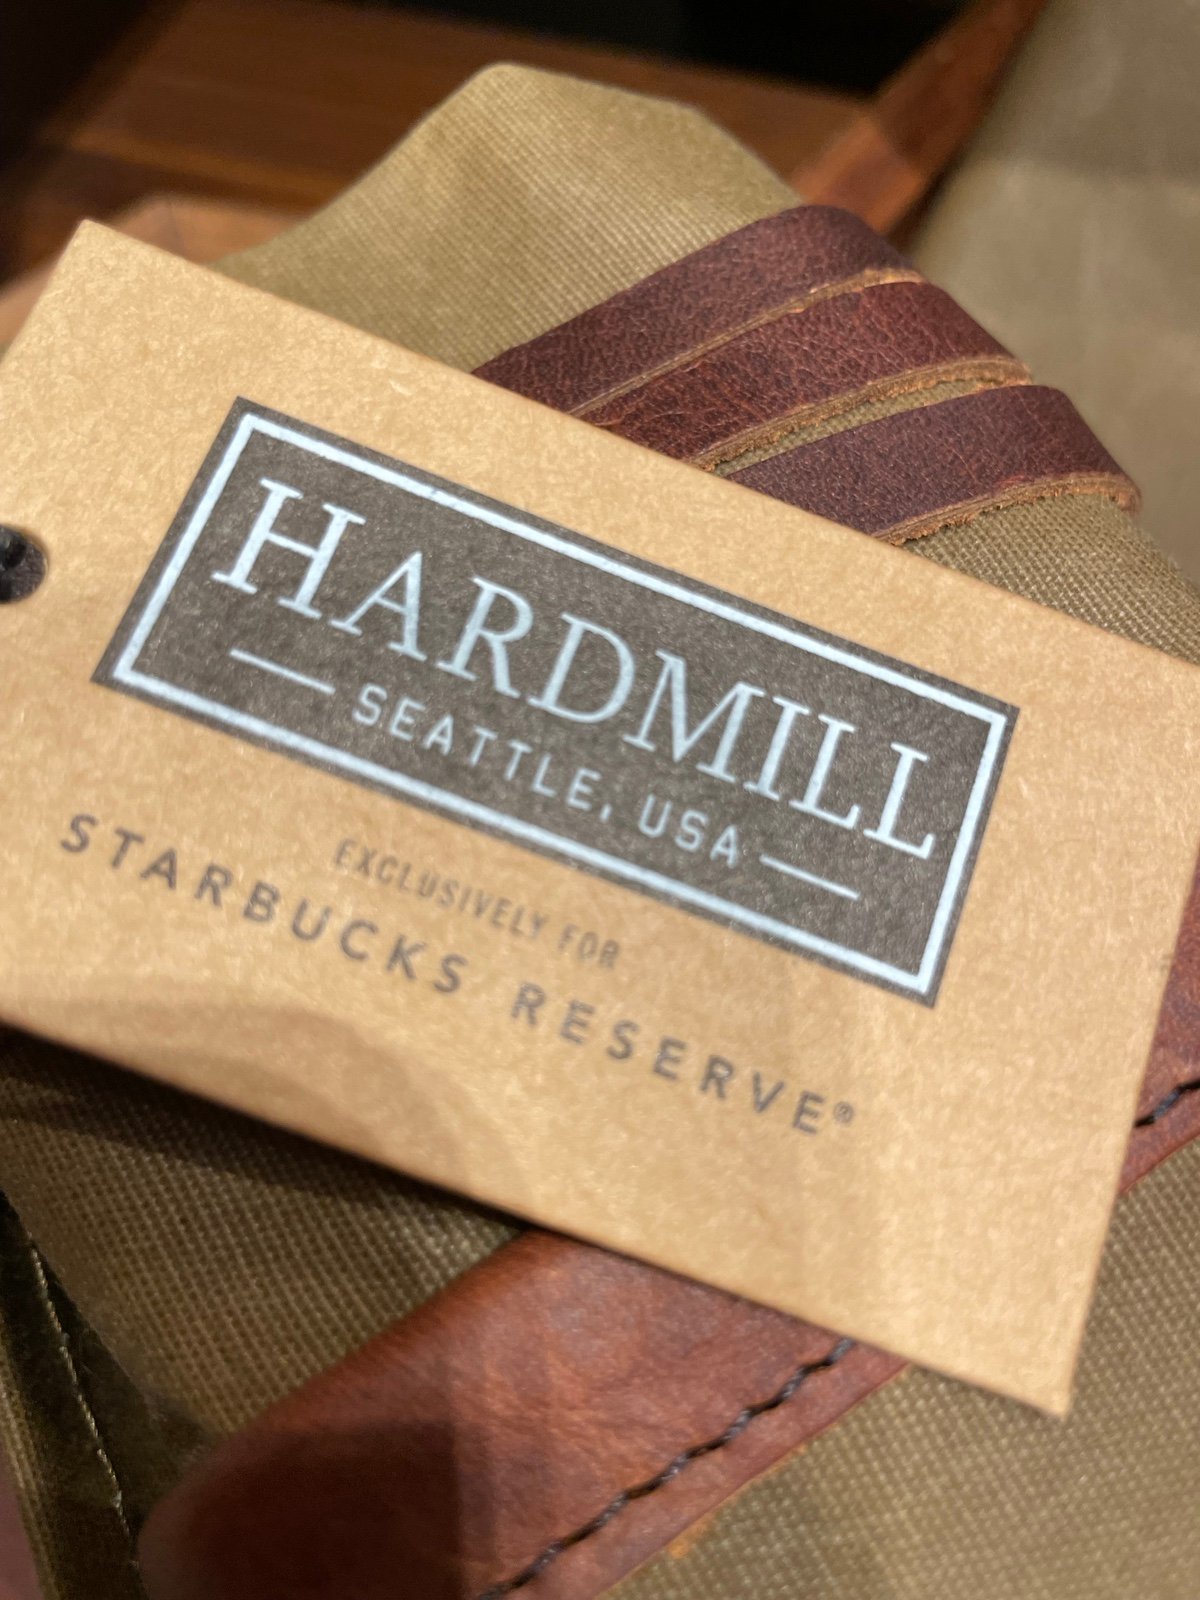 HARDMILL
SEATTLE, USA
EXCLUSIVELY FOR
STARBUCKS RESERVE®